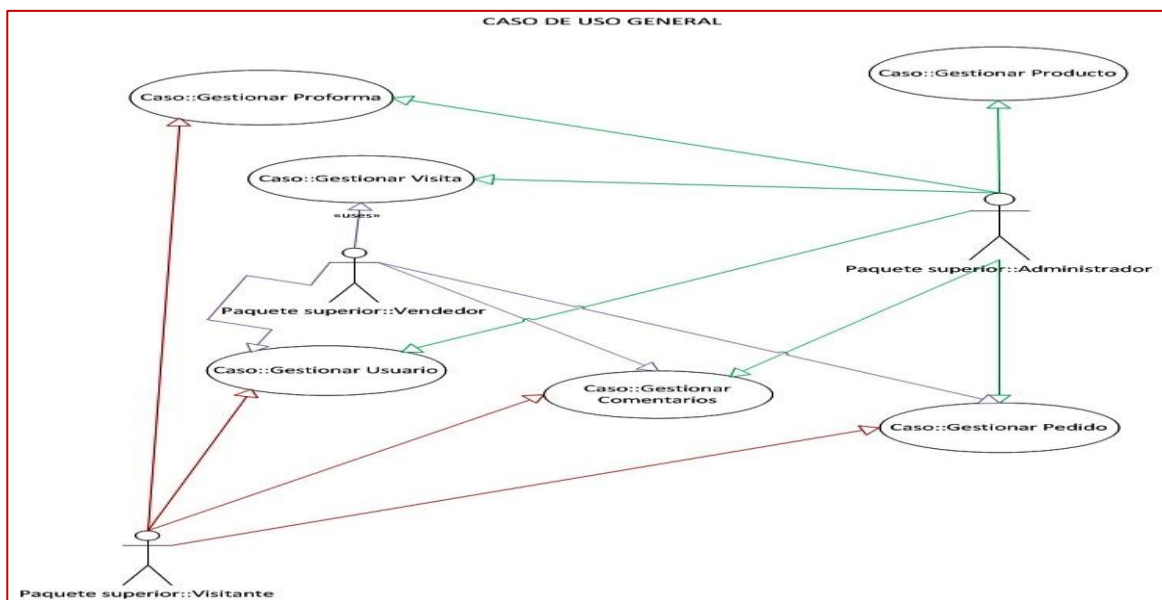 CASO DE USO GENERAL
Caso::Gestionar Producto
Caso::Gestionar Proforma
Caso::Gestionar Visita
«uses»
Paquete superior::Administrador
Paquete superior::Vendedor
Caso::Gestionar Usuario
Caso::Gestionar
Comentarios
Caso::Gestionar Pedido
Paquete superior::Visitante